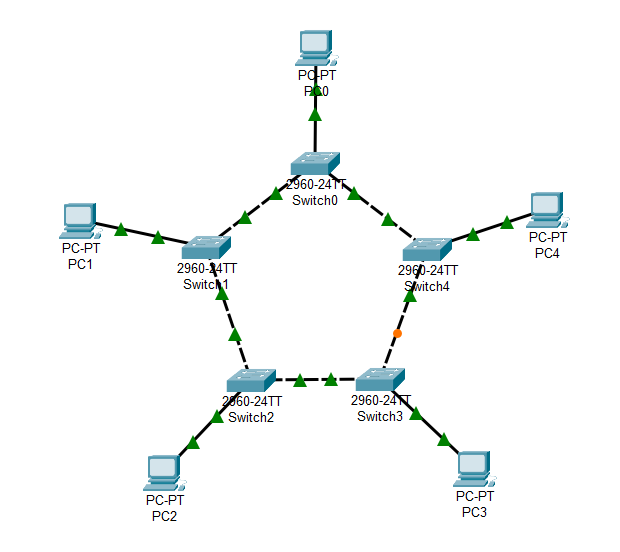 PC-PT
PC0
2960-24TT
Switch0
PC-PT
PC1
2960-24TT
Switch1
2960-24TT
Switch4
PC-PT
PC4
2960-24TT
Switch2
2960-24TT
Switch3
PC-PT
PC2
PC-PT
PC3